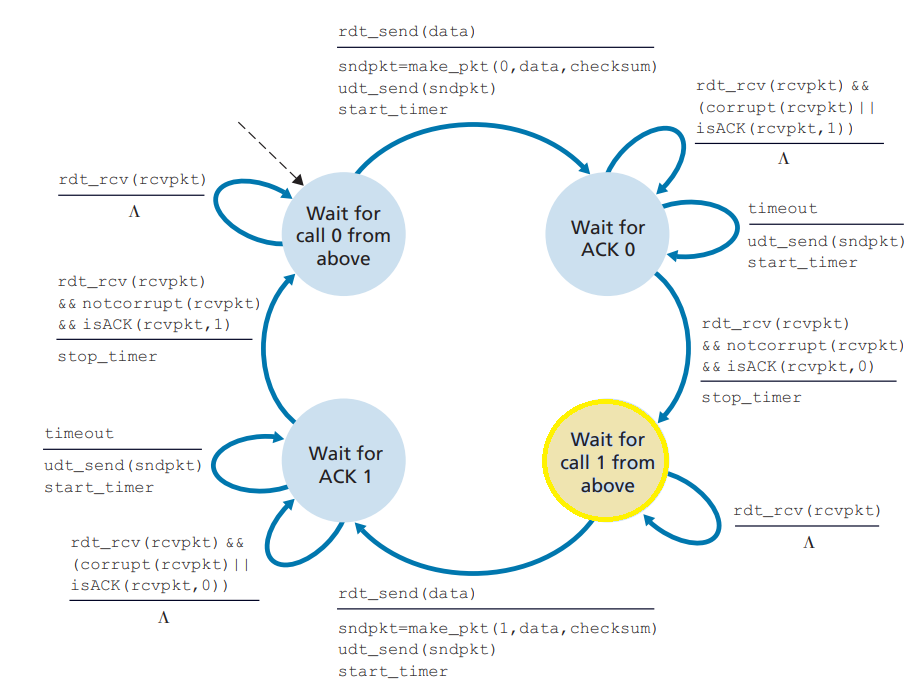 rdt_send(data)
sndpkt=make_pkt(0,data,checksum)
udt_send(sndpkt)
start_timer
rdt_rcv(rcvpkt) &&
(corrupt(rcvpkt)||
isACK(rcvpkt,1))
Λ
rdt_rcv(rcvpkt)
Λ
Wait for
call 0 from
above
Wait for
ACK 0
timeout
udt_send(sndpkt)
start_timer
rdt_rcv(rcvpkt)
&& notcorrupt(rcvpkt)
&& isACK(rcvpkt,1)
stop_timer
rdt_rcv(rcvpkt)
&& notcorrupt(rcvpkt)
&& isACK(rcvpkt,0)
stop_timer
timeout
udt_send(sndpkt)
start_timer
Wait for
ACK 1
Wait for
call 1 from
above
rdt_rcv(rcvpkt)
Λ
rdt_rcv(rcvpkt) &&
(corrupt(rcvpkt)||
isACK(rcvpkt,0))
Λ
rdt_send(data)
sndpkt=make_pkt(1,data,checksum)
udt_send(sndpkt)
start_timer